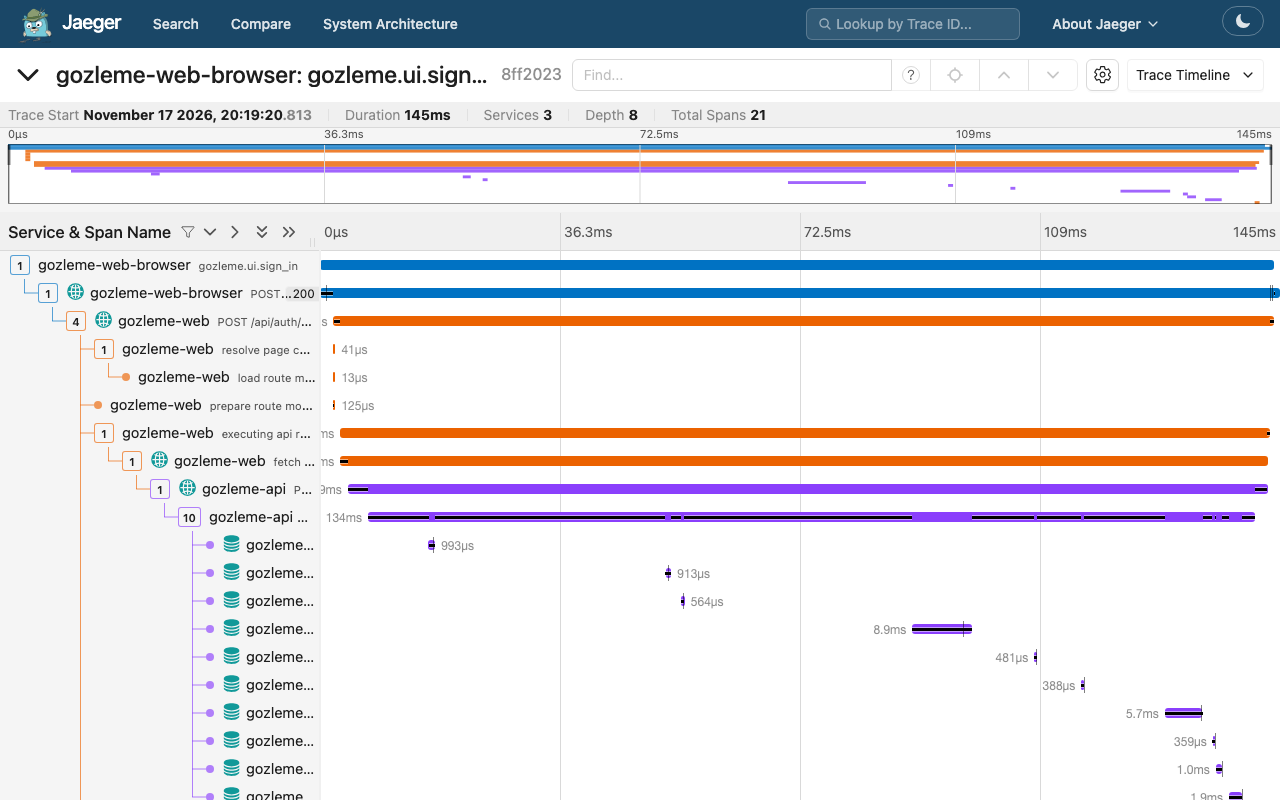 Jaeger Search Compare System Architecture Lookup by Trace ID... About Jaeger
gozleme-web-browser: gozleme.ui.sign... 8ff2023 Find... ? Trace Timeline
Trace Start November 17 2026, 20:19:20.813 Duration 145ms Services 3 Depth 8 Total Spans 21
0μs 36.3ms 72.5ms 109ms 145ms
Service & Span Name 0μs 36.3ms 72.5ms 109ms 145ms
1 gozleme-web-browser gozleme.ui.sign_in
1 gozleme-web-browser POST...200
4 gozleme-web POST /api/auth/... s
1 gozleme-web resolve page c... 41μs
gozleme-web load route m... 13μs
gozleme-web prepare route mo... 125μs
1 gozleme-web executing api r... ms
1 gozleme-web fetch ... ms
1 gozleme-api P... 9ms
10 gozleme-api ... 134ms
gozleme... 993μs
gozleme... 913μs
gozleme... 564μs
gozleme... 8.9ms
gozleme... 481μs
gozleme... 388μs
gozleme... 5.7ms
gozleme... 359μs
gozleme... 1.0ms
gozleme... 1.9ms